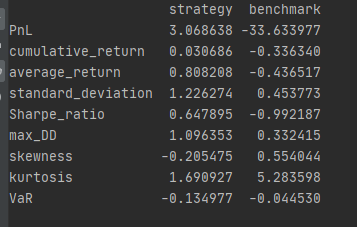 strategy benchmark
PnL 3.068638 -33.633977
cumulative_return 0.030686 -0.336340
average_return 0.808208 -0.436517
standard_deviation 1.226274 0.453773
Sharpe_ratio 0.647895 -0.992187
max_DD 1.096353 0.332415
skewness -0.205475 0.554044
kurtosis 1.690927 5.283598
VaR -0.134977 -0.044530